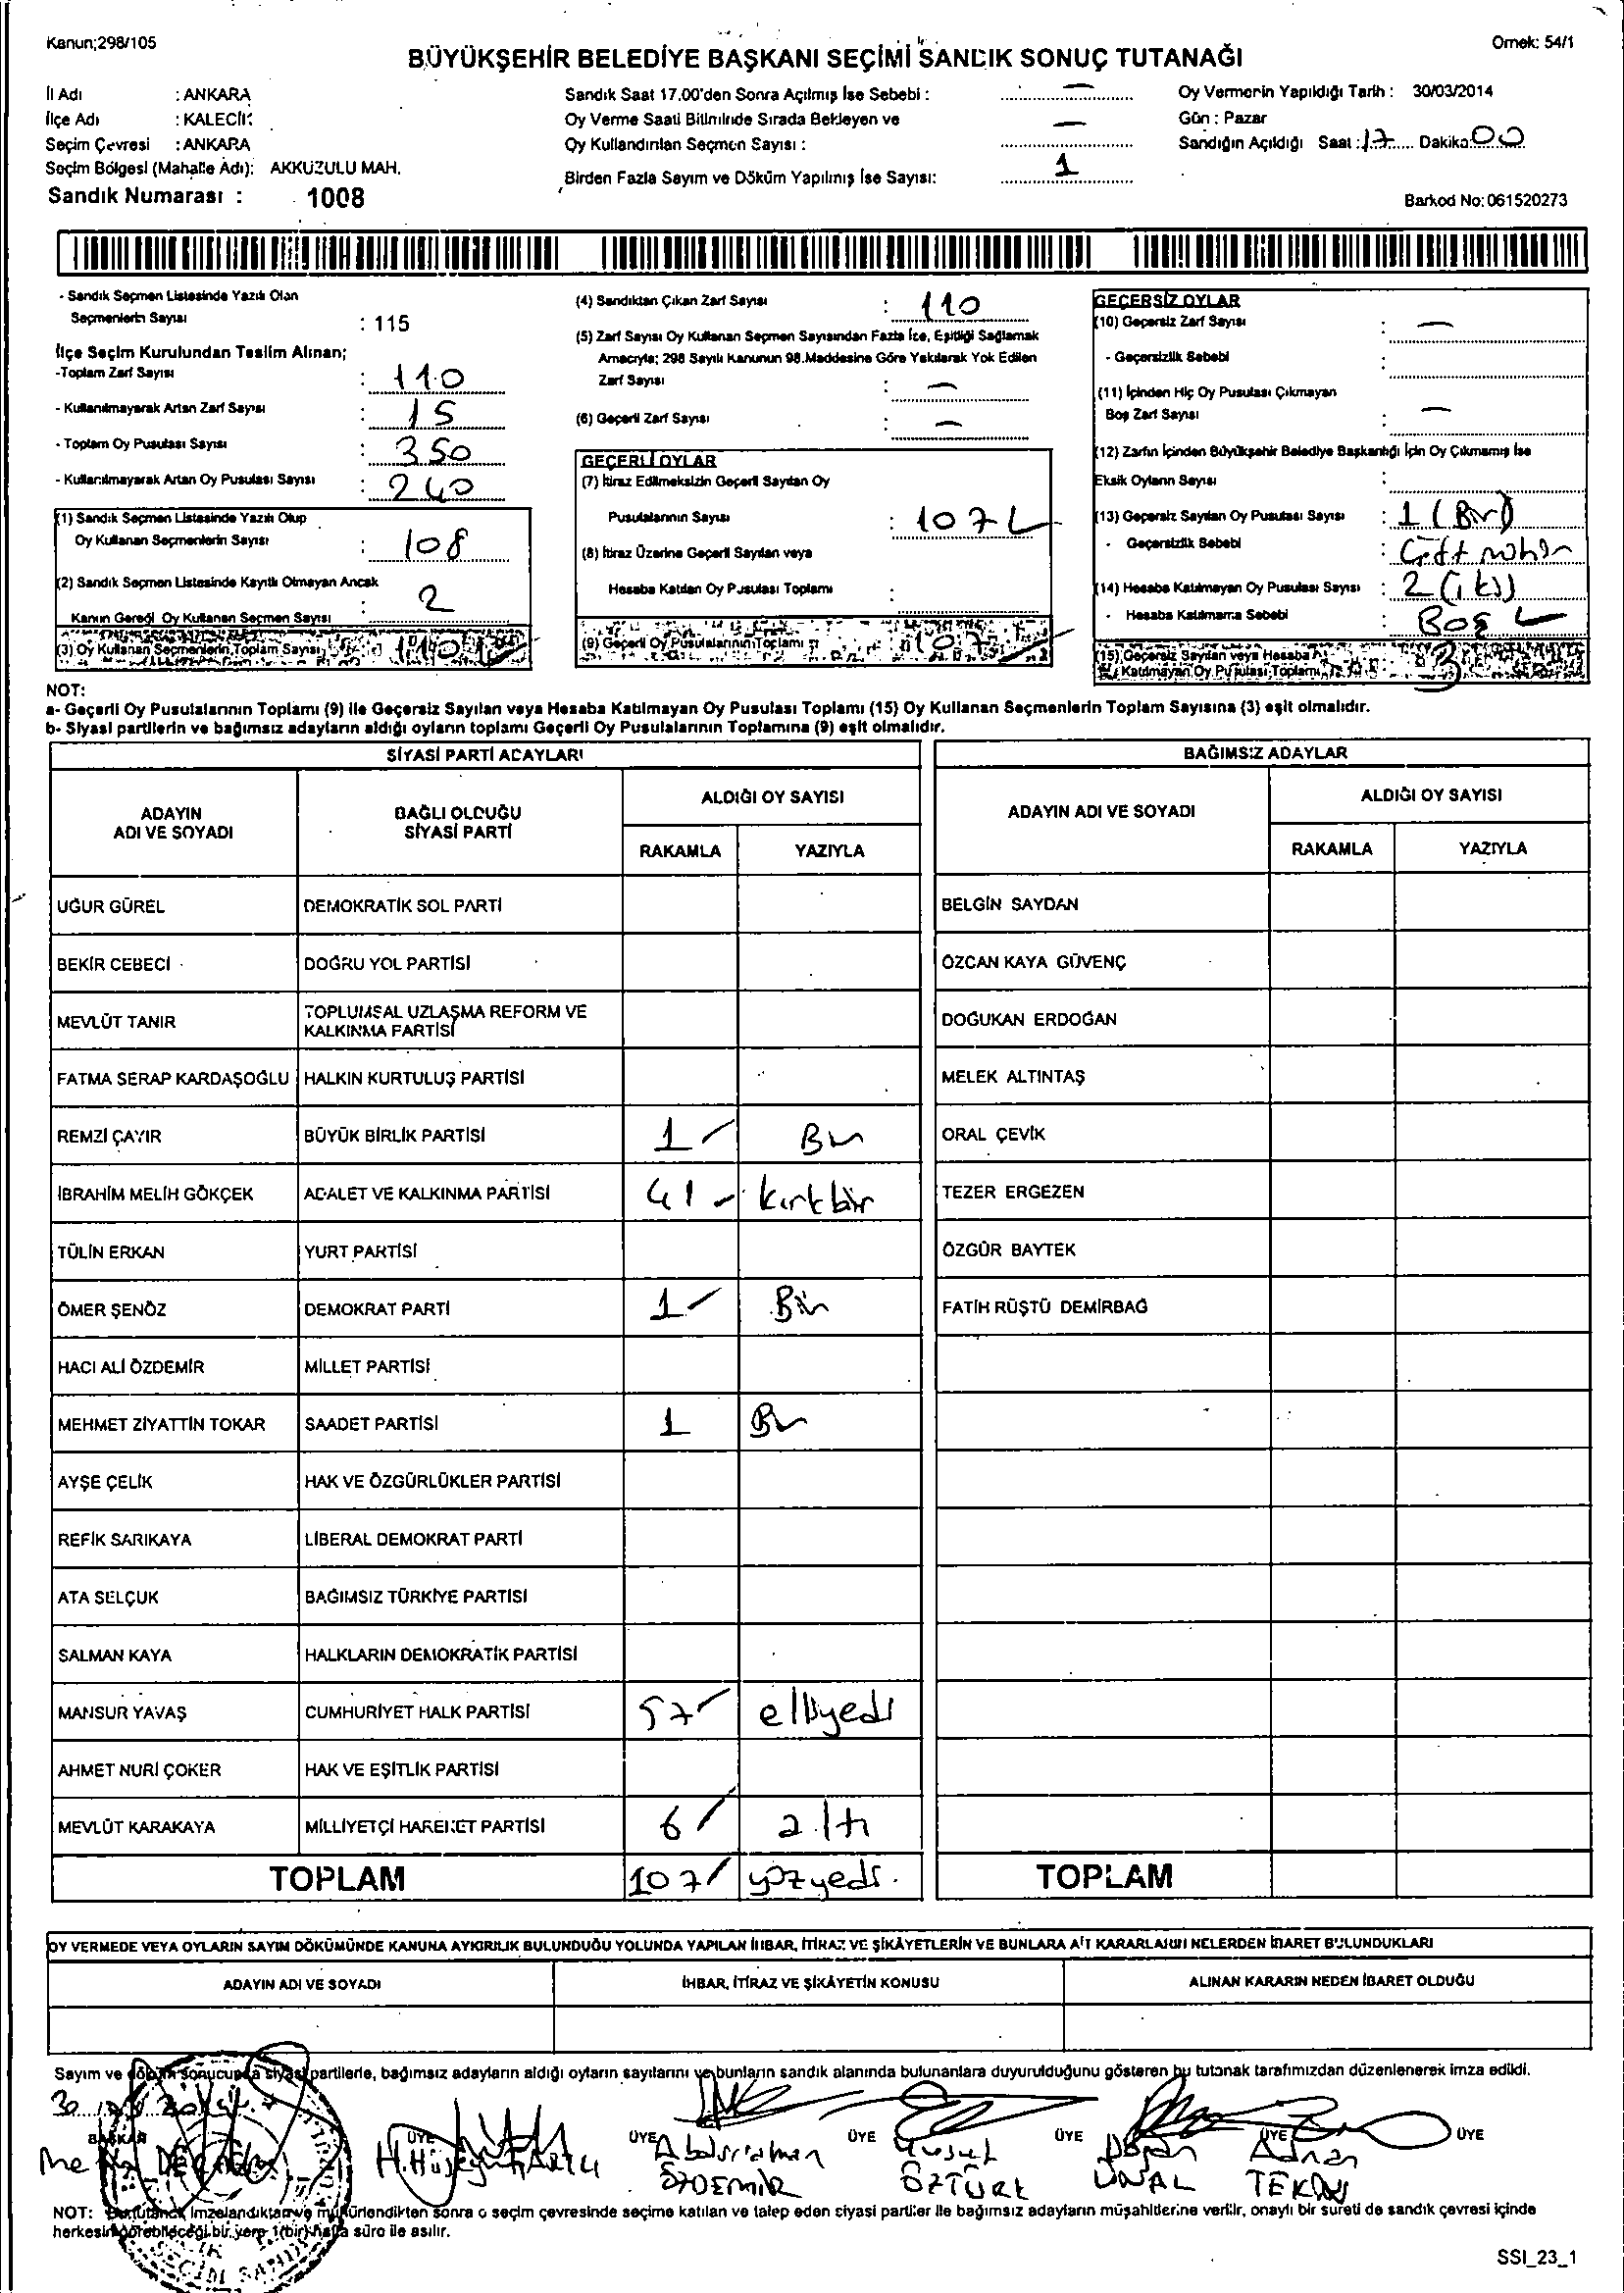 Kanun;298/105
Örnek: 54/1
BÜYÜKŞEHİR BELEDİYE BAŞKANI SEÇİMİ SANDIK SONUÇ TUTANAĞI
İl Adı : ANKARA
İlçe Adı : KALECİK
Seçim Çevresi : ANKARA
Seçim Bölgesi (Mahalle Adı): AKKUZULU MAH.
Sandık Numarası : 1008
Sandık Saat 17.00'den Sonra Açılmış İse Sebebi : —
Oy Verme Saati Bitiminde Sırada Bekleyen ve
Oy Kullandırılan Seçmen Sayısı : —
Birden Fazla Sayım ve Döküm Yapılmış İse Sayısı: 1
Oy Vermenin Yapıldığı Tarih : 30/03/2014
Gün : Pazar
Sandığın Açıldığı Saat : 17 Dakika: 00
Barkod No: 061520273
- Sandık Seçmen Listesinde Yazılı Olan
Seçmenlerin Sayısı : 115
İlçe Seçim Kurulundan Teslim Alınan;
-Toplam Zarf Sayısı : 110
- Kullanılmayarak Artan Zarf Sayısı : 15
- Toplam Oy Pusulası Sayısı : 350
- Kullanılmayarak Artan Oy Pusulası Sayısı : 240
(1) Sandık Seçmen Listesinde Yazılı Olup
Oy Kullanan Seçmenlerin Sayısı : 108
(2) Sandık Seçmen Listesinde Kayıtlı Olmayan Ancak
Kanun Gereği Oy Kullanan Seçmen Sayısı : 2
(3) Oy Kullanan Seçmenlerin Toplam Sayısı 110
(4) Sandıktan Çıkan Zarf Sayısı : 110
(5) Zarf Sayısı Oy Kullanan Seçmen Sayısından Fazla İse, Eşitliği Sağlamak
Amacıyla; 298 Sayılı Kanunun 98.Maddesine Göre Yakılarak Yok Edilen
Zarf Sayısı : —
(6) Geçerli Zarf Sayısı : —
GEÇERLİ OYLAR
(7) İtiraz Edilmeksizin Geçerli Sayılan Oy
Pusulalarının Sayısı : 107
(8) İtiraz Üzerine Geçerli Sayılan veya
Hesaba Katılan Oy Pusulası Toplamı :
(9) Geçerli Oy Pusulalarının Toplamı : 107
GEÇERSİZ OYLAR
(10) Geçersiz Zarf Sayısı : —
- Geçersizlik Sebebi :
(11) İçinden Hiç Oy Pusulası Çıkmayan
Boş Zarf Sayısı : —
(12) Zarfın İçinden Büyükşehir Belediye Başkanlığı İçin Oy Çıkmamış İse
Eksik Oyların Sayısı :
(13) Geçersiz Sayılan Oy Pusulası Sayısı : 1 (Bir)
- Geçersizlik Sebebi : Çift mühür
(14) Hesaba Katılmayan Oy Pusulası Sayısı : 2 (iki)
- Hesaba Katılmama Sebebi : Boş
(15) Geçersiz Sayılan veya Hesaba
Katılmayan Oy Pusulası Toplamı : 3
NOT:
a- Geçerli Oy Pusulalarının Toplamı (9) ile Geçersiz Sayılan veya Hesaba Katılmayan Oy Pusulası Toplamı (15) Oy Kullanan Seçmenlerin Toplam Sayısına (3) eşit olmalıdır.
b- Siyasi partilerin ve bağımsız adayların aldığı oyların toplamı Geçerli Oy Pusulalarının Toplamına (9) eşit olmalıdır.
SİYASİ PARTİ ADAYLARI
BAĞIMSIZ ADAYLAR
ADAYIN ADI VE SOYADI
BAĞLI OLDUĞU SİYASİ PARTİ
ALDIĞI OY SAYISI
RAKAMLA YAZIYLA
ADAYIN ADI VE SOYADI
ALDIĞI OY SAYISI
RAKAMLA YAZIYLA
UĞUR GÜREL DEMOKRATİK SOL PARTİ BELGİN SAYDAN
BEKİR CEBECİ DOĞRU YOL PARTİSİ ÖZCAN KAYA GÜVENÇ
MEVLÜT TANIR TOPLUMSAL UZLAŞMA REFORM VE KALKINMA PARTİSİ DOĞUKAN ERDOĞAN
FATMA SERAP KARDAŞOĞLU HALKIN KURTULUŞ PARTİSİ MELEK ALTINTAŞ
REMZİ ÇAYIR BÜYÜK BİRLİK PARTİSİ 1 Bir ORAL ÇEVİK
İBRAHİM MELİH GÖKÇEK ADALET VE KALKINMA PARTİSİ 41 kırkbir TEZER ERGEZEN
TÜLİN ERKAN YURT PARTİSİ ÖZGÜR BAYTEK
ÖMER ŞENÖZ DEMOKRAT PARTİ 1 Bir FATİH RÜŞTÜ DEMİRBAĞ
HACI ALİ ÖZDEMİR MİLLET PARTİSİ
MEHMET ZİYATTİN TOKAR SAADET PARTİSİ 1 Bir
AYŞE ÇELİK HAK VE ÖZGÜRLÜKLER PARTİSİ
REFİK SARIKAYA LİBERAL DEMOKRAT PARTİ
ATA SELÇUK BAĞIMSIZ TÜRKİYE PARTİSİ
SALMAN KAYA HALKLARIN DEMOKRATİK PARTİSİ
MANSUR YAVAŞ CUMHURİYET HALK PARTİSİ 57 elliyedi
AHMET NURİ ÇOKER HAK VE EŞİTLİK PARTİSİ
MEVLÜT KARAKAYA MİLLİYETÇİ HAREKET PARTİSİ 6 altı
TOPLAM 107 yüzyedi. TOPLAM
OY VERMEDE VEYA OYLARIN SAYIM DÖKÜMÜNDE KANUNA AYKIRILIK BULUNDUĞU YOLUNDA YAPILAN İHBAR, İTİRAZ VE ŞİKÂYETLERİN VE BUNLARA AİT KARARLARIN NELERDEN İBARET BULUNDUKLARI
ADAYIN ADI VE SOYADI İHBAR, İTİRAZ VE ŞİKÂYETİN KONUSU ALINAN KARARIN NEDEN İBARET OLDUĞU
Sayım ve döküm sonucunda siyasi partilerle, bağımsız adayların aldığı oyların sayılarını ve bunların sandık alanında bulunanlara duyurulduğunu gösteren bu tutanak tarafımızdan düzenlenerek imza edildi.
BAŞKAN ÜYE ÜYE ÜYE ÜYE ÜYE ÜYE
Abdurrahman Yusuf Doğan Adnan
ÖZDEMİR ÖZTÜRK ÜNAL TEKİN
NOT: Bu tutanak imzalandıktan ve mühürlendikten sonra o seçim çevresinde seçime katılan ve talep eden siyasi partiler ile bağımsız adayların müşahitlerine verilir, onaylı bir sureti de sandık çevresi içinde
herkesin görebileceği bir yere 1(bir) hafta süre ile asılır.
SSI_23_1